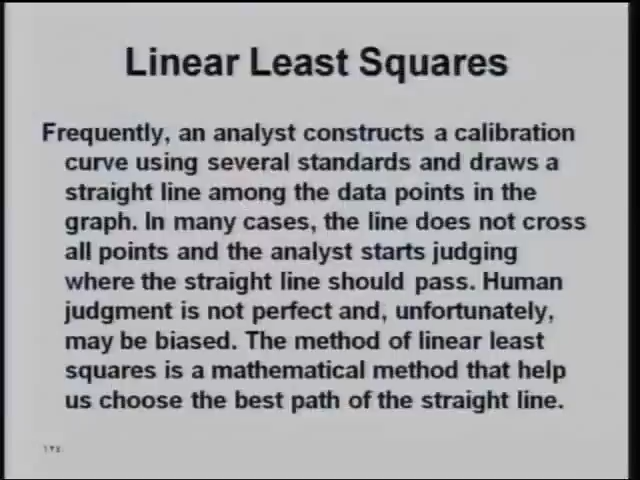 Linear Least Squares
Frequently, an analyst constructs a calibration
curve using several standards and draws a
straight line among the data points in the
graph. In many cases, the line does not cross
all points and the analyst starts judging
where the straight line should pass. Human
judgment is not perfect and, unfortunately,
may be biased. The method of linear least
squares is a mathematical method that help
us choose the best path of the straight line.